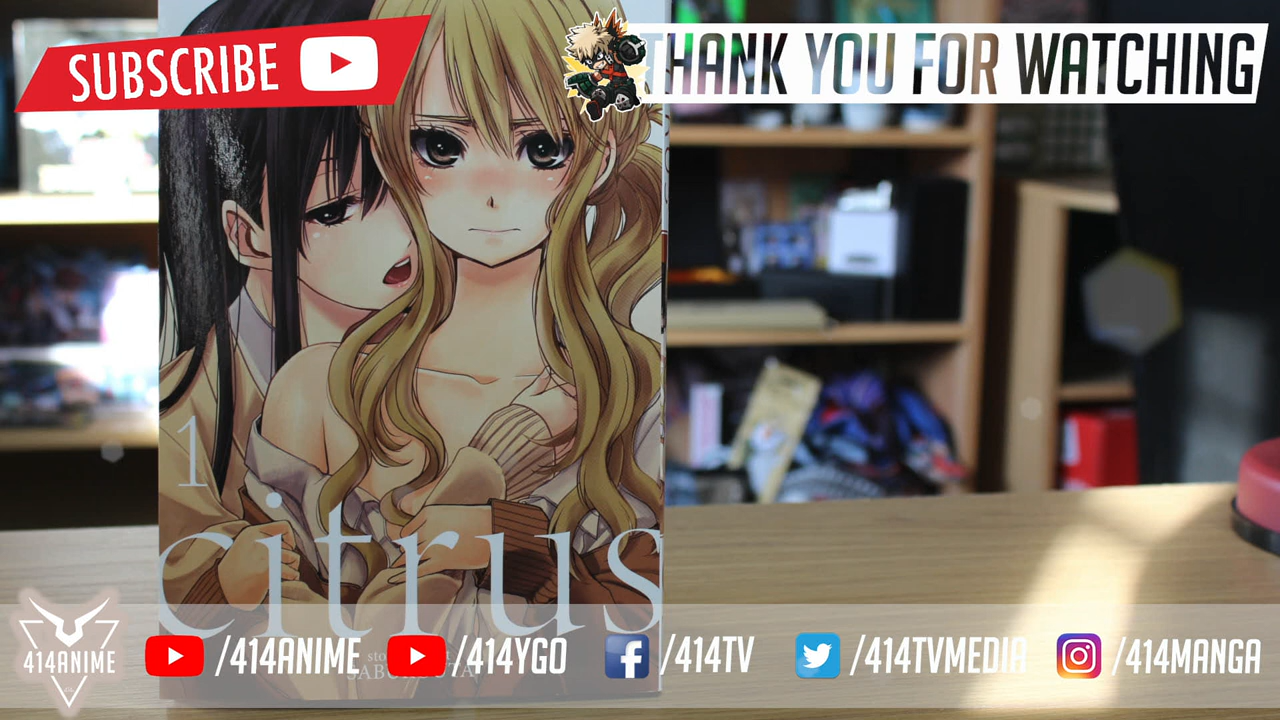 SUBSCRIBE
THANK YOU FOR WATCHING
1
citrus
414ANIME
/414ANIME
/414YGO
/414TV
/414TVMEDIA
/414MANGA